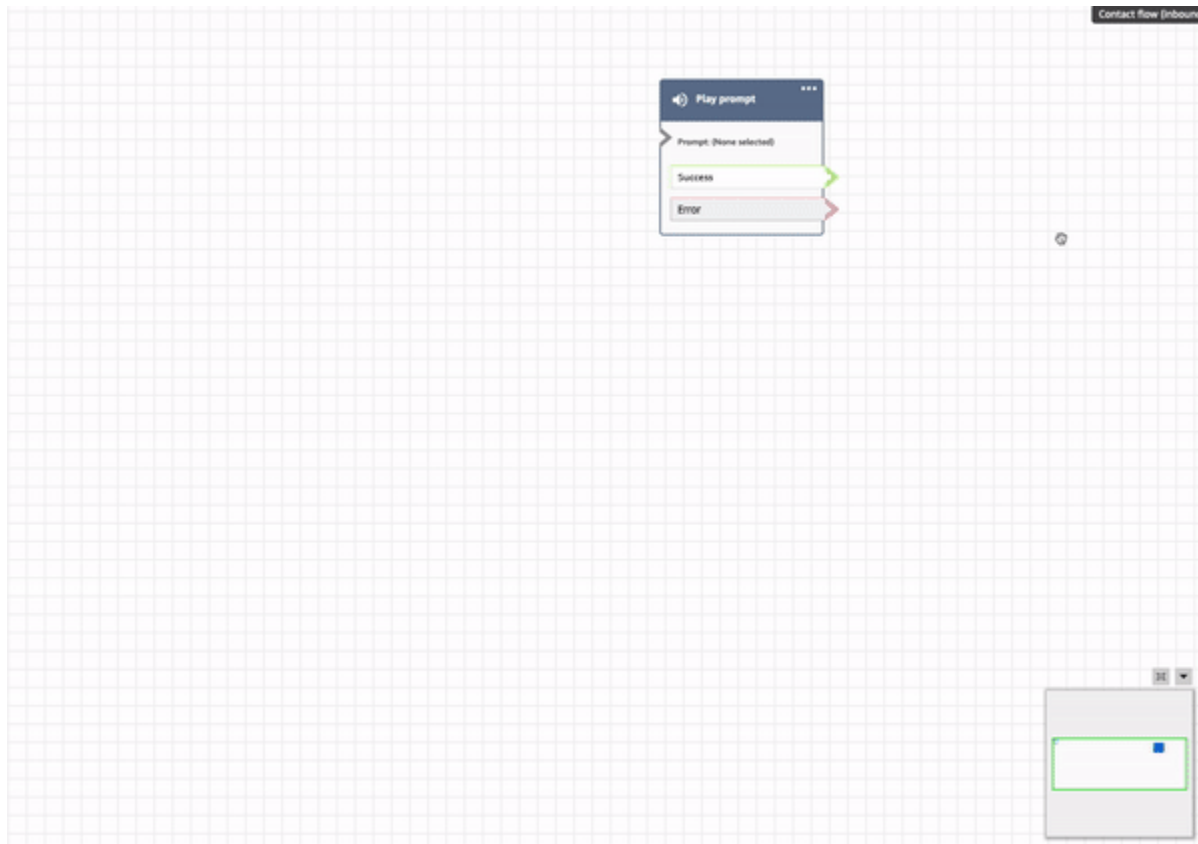 Contact flow (inboun
Play prompt
Prompt: (None selected)
Success
Error